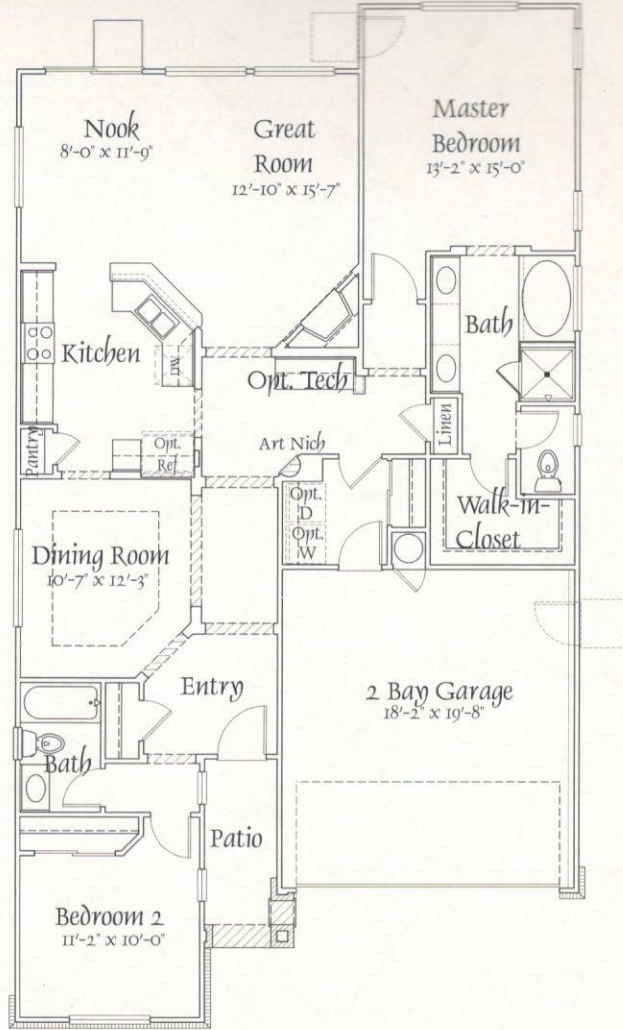 Nook
8'-0" x 11'-9"
Great
Room
12'-10" x 15'-7"
Master
Bedroom
13'-2" x 15'-0"
Kitchen
DW
Opt. Tech
Bath
Linen
Pantry
Opt.
Ref
Art Nich
Opt.
D
Opt.
W
Walk-in-
Closet
Dining Room
10'-7" x 12'-3"
Entry
2 Bay Garage
18'-2" x 19'-8"
Bath
Patio
Bedroom 2
11'-2" x 10'-0"